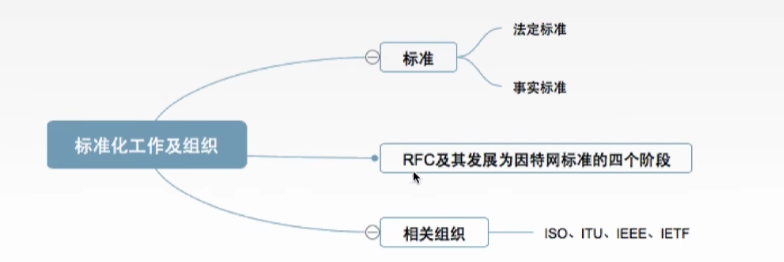 法定标准
标准
事实标准
标准化工作及组织
RFC及其发展为因特网标准的四个阶段
相关组织
ISO、ITU、IEEE、IETF